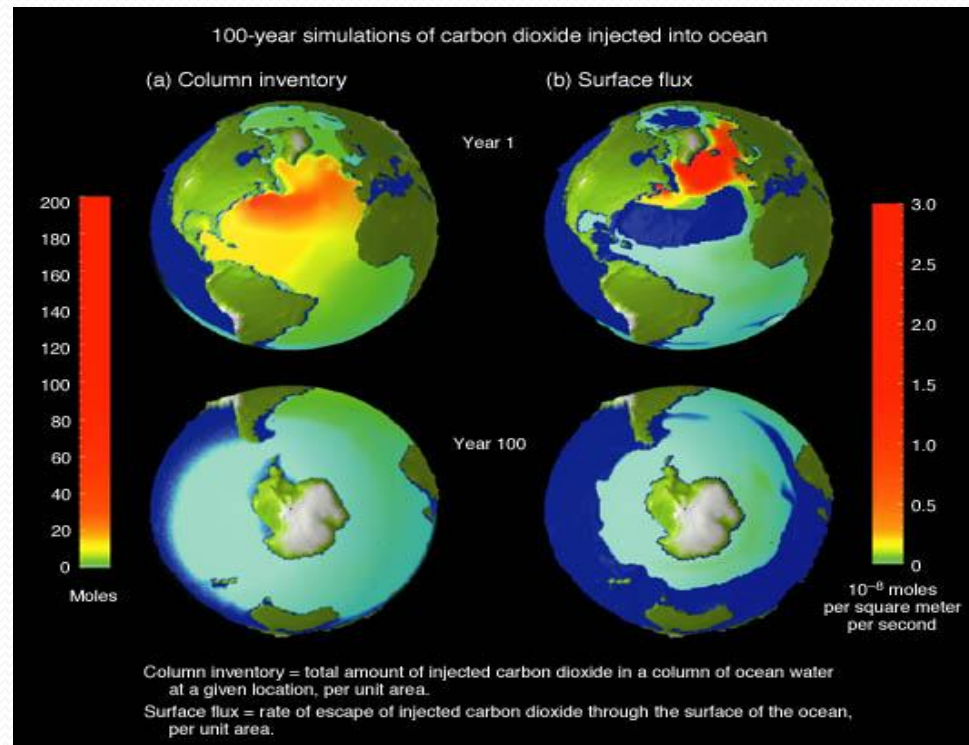 100-year simulations of carbon dioxide injected into ocean
(a) Column inventory
(b) Surface flux
Year 1
200
180
160
140
120
100
80
60
40
20
0
Moles
3.0
2.5
2.0
1.5
1.0
0.5
0
10⁻⁸ moles
per square meter
per second
Year 100
Column inventory = total amount of injected carbon dioxide in a column of ocean water
at a given location, per unit area.
Surface flux = rate of escape of injected carbon dioxide through the surface of the ocean,
per unit area.